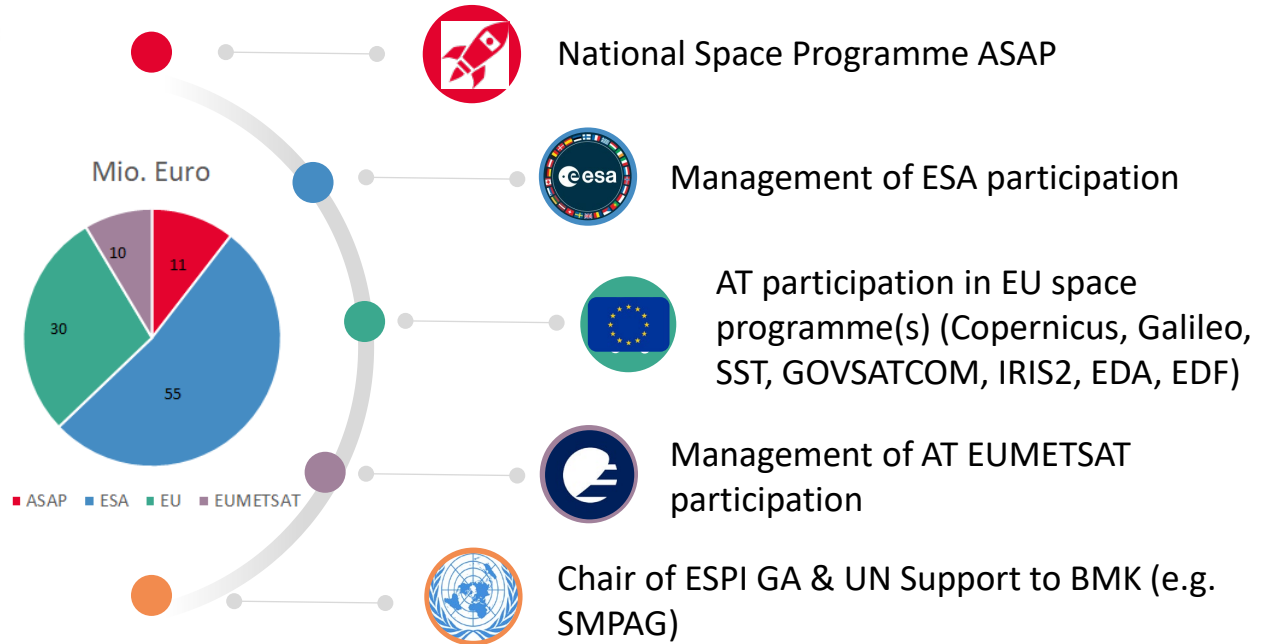 National Space Programme ASAP
esa
Management of ESA participation
Mio. Euro
10
11
30
55
ASAP ESA EU EUMETSAT
AT participation in EU space
programme(s) (Copernicus, Galileo,
SST, GOVSATCOM, IRIS2, EDA, EDF)
Management of AT EUMETSAT
participation
Chair of ESPI GA & UN Support to BMK (e.g.
SMPAG)